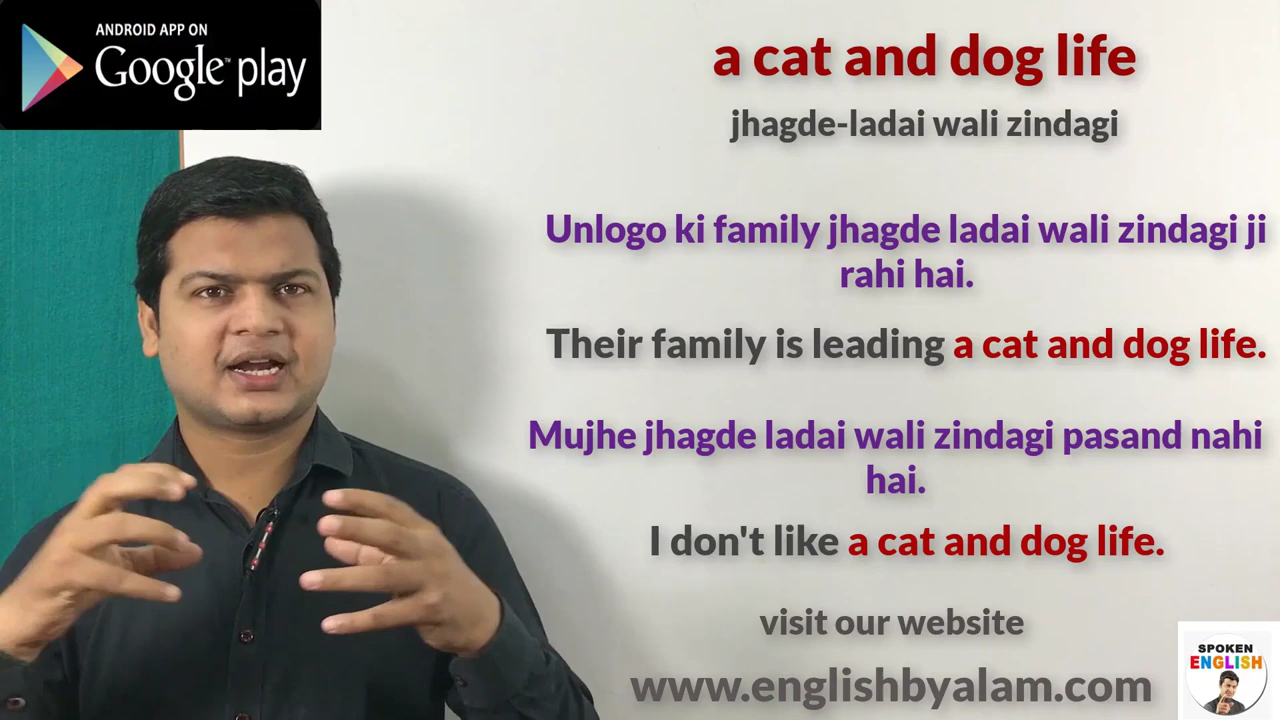 ANDROID APP ON
Google™ play
a cat and dog life
jhagde-ladai wali zindagi
Unlogo ki family jhagde ladai wali zindagi ji
rahi hai.
Their family is leading a cat and dog life.
Mujhe jhagde ladai wali zindagi pasand nahi
hai.
I don't like a cat and dog life.
visit our website
www.englishbyalam.com
SPOKEN
ENGLISH